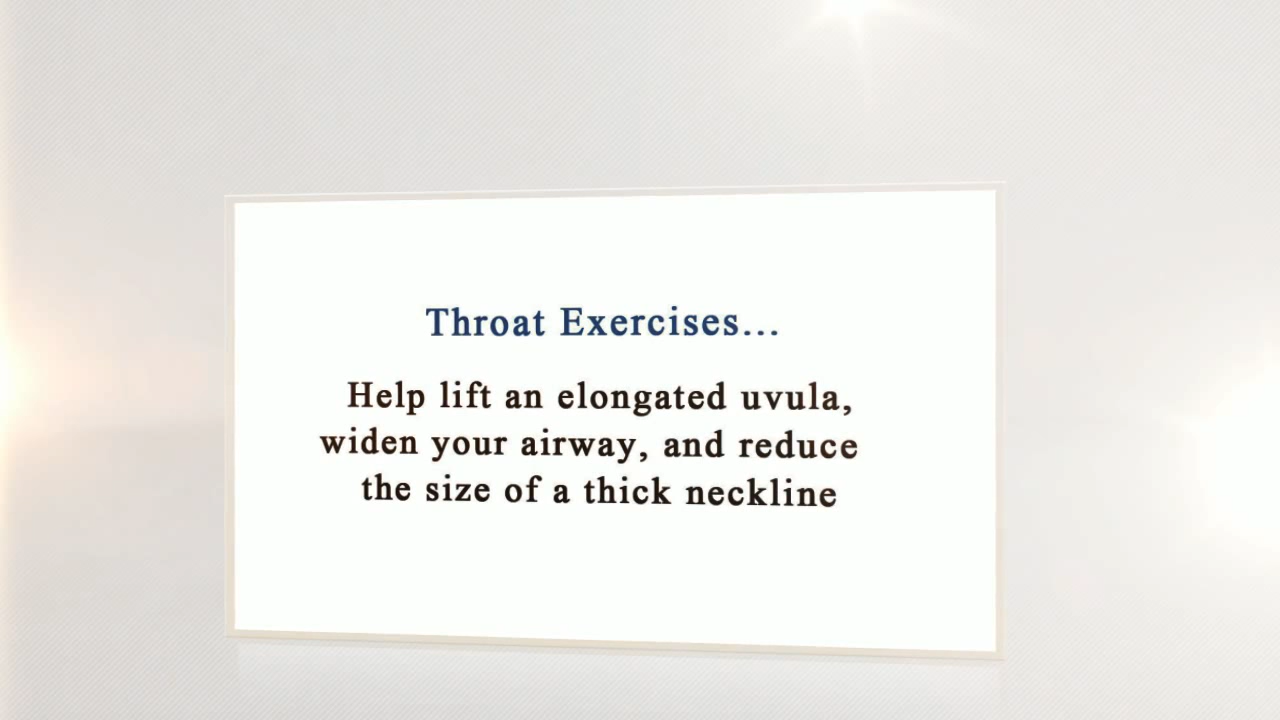 Throat Exercises...
Help lift an elongated uvula,
widen your airway, and reduce
the size of a thick neckline